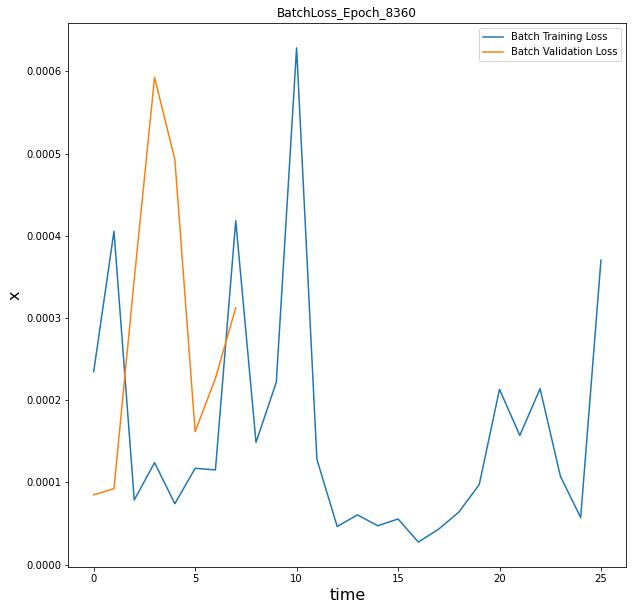 BatchLoss_Epoch_8360
Batch Training Loss
Batch Validation Loss
0.0006
0.0005
0.0004
0.0003
0.0002
0.0001
0.0000
x
0 5 10 15 20 25
time